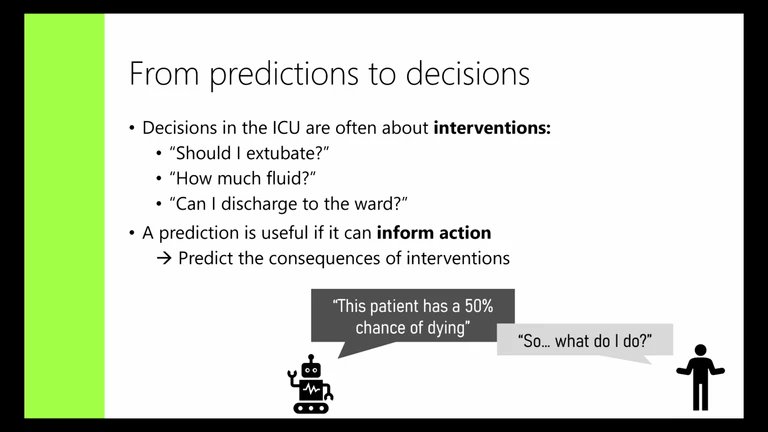 From predictions to decisions
• Decisions in the ICU are often about interventions:
• “Should I extubate?”
• “How much fluid?“
• “Can I discharge to the ward?”
• A prediction is useful if it can inform action
→ Predict the consequences of interventions
“This patient has a 50%
chance of dying”
“So… what do I do?”